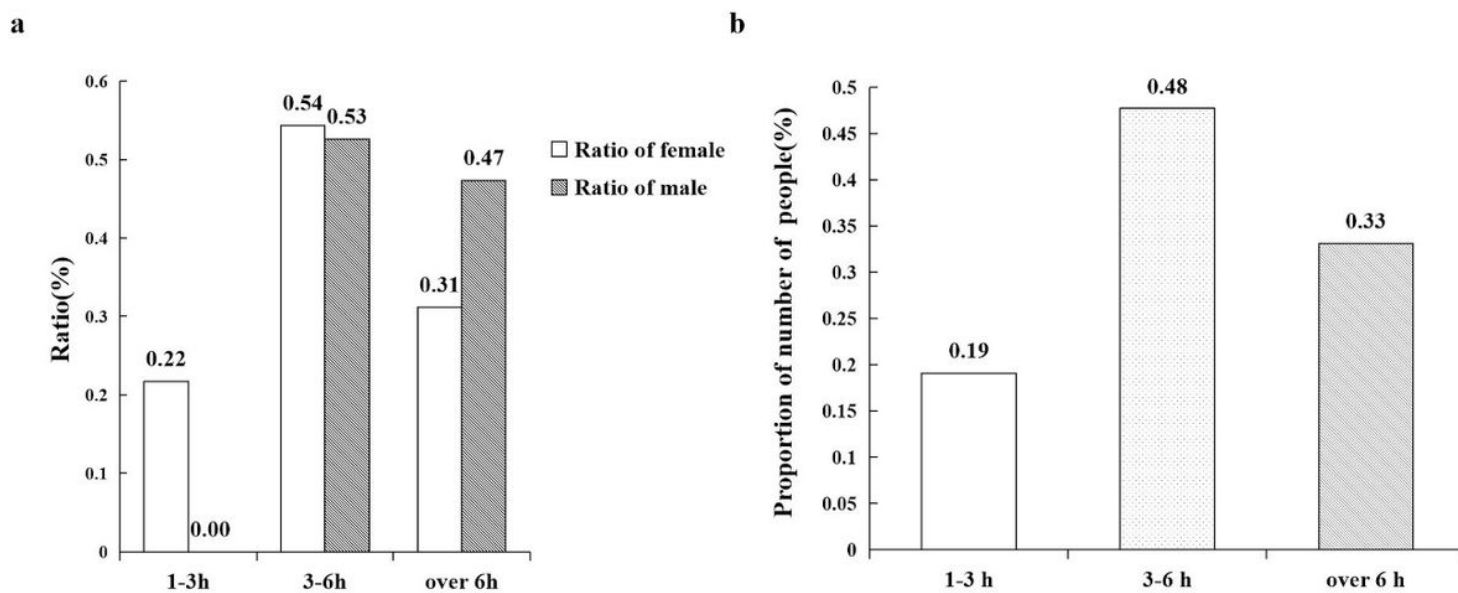 a
Ratio(%)
0.6
0.5
0.4
0.3
0.2
0.1
0
0.22
0.00
0.54
0.53
0.31
0.47
1-3h
3-6h
over 6h
Ratio of female
Ratio of male
b
Proportion of number of people(%)
0.5
0.45
0.4
0.35
0.3
0.25
0.2
0.15
0.1
0.05
0
0.19
0.48
0.33
1-3 h
3-6 h
over 6 h